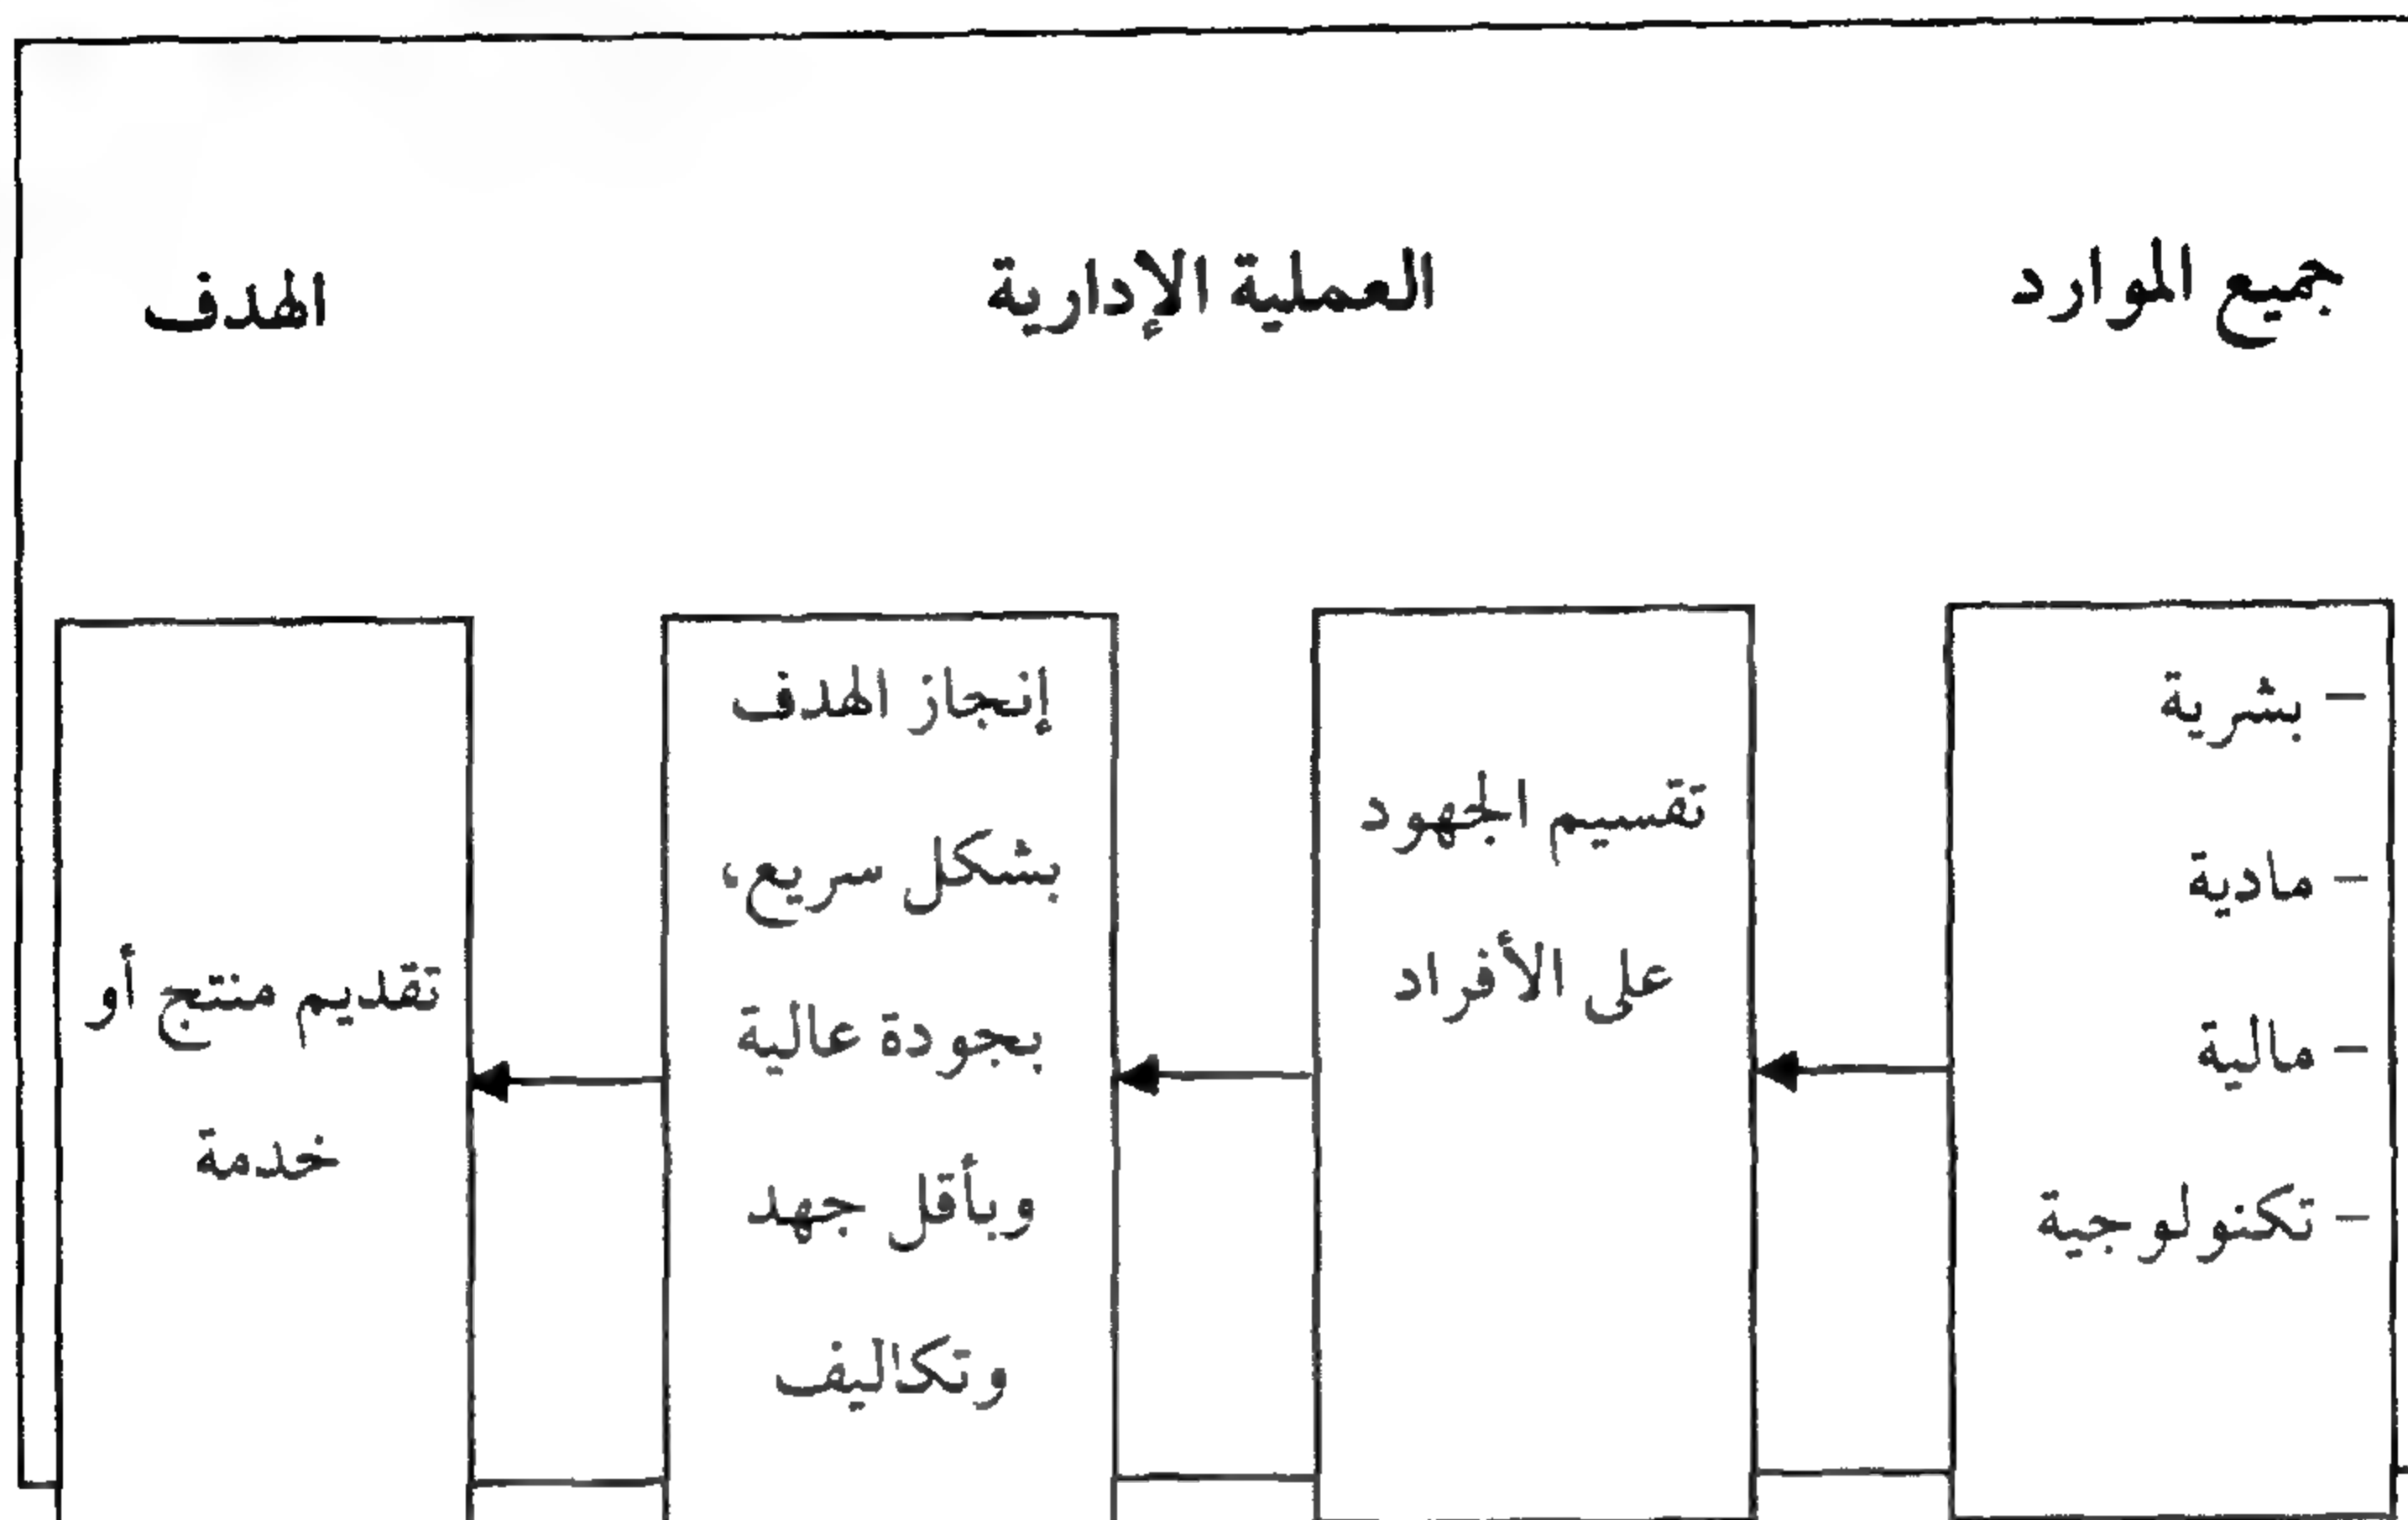 جميع الموارد
العملية الإدارية
الهدف
– بشرية
– مادية
– مالية
– تكنولوجية
تقسيم الجهود
على الأفراد
إنجاز الهدف
بشكل سريع،
بجودة عالية
وبأقل جهد
وتكاليف
تقديم منتج أو
خدمة